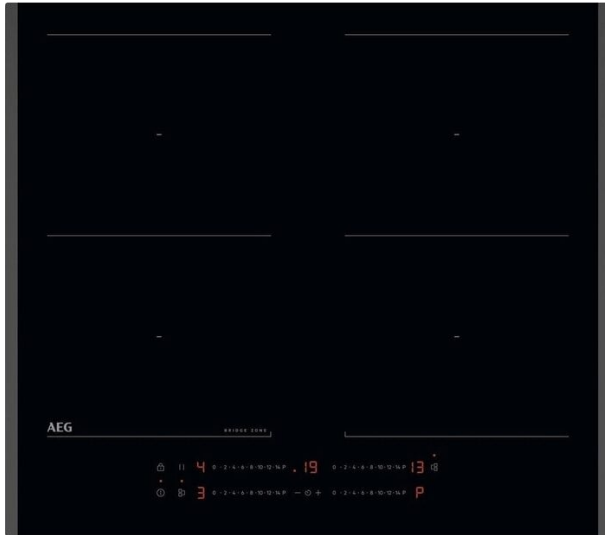 AEG
BRIDGE ZONE
4 0 - 2 - 4 - 6 - 8 - 10 - 12 - 14 P . 19 0 - 2 - 4 - 6 - 8 - 10 - 12 - 14 P 13
3 0 - 2 - 4 - 6 - 8 - 10 - 12 - 14 P − + 0 - 2 - 4 - 6 - 8 - 10 - 12 - 14 P P